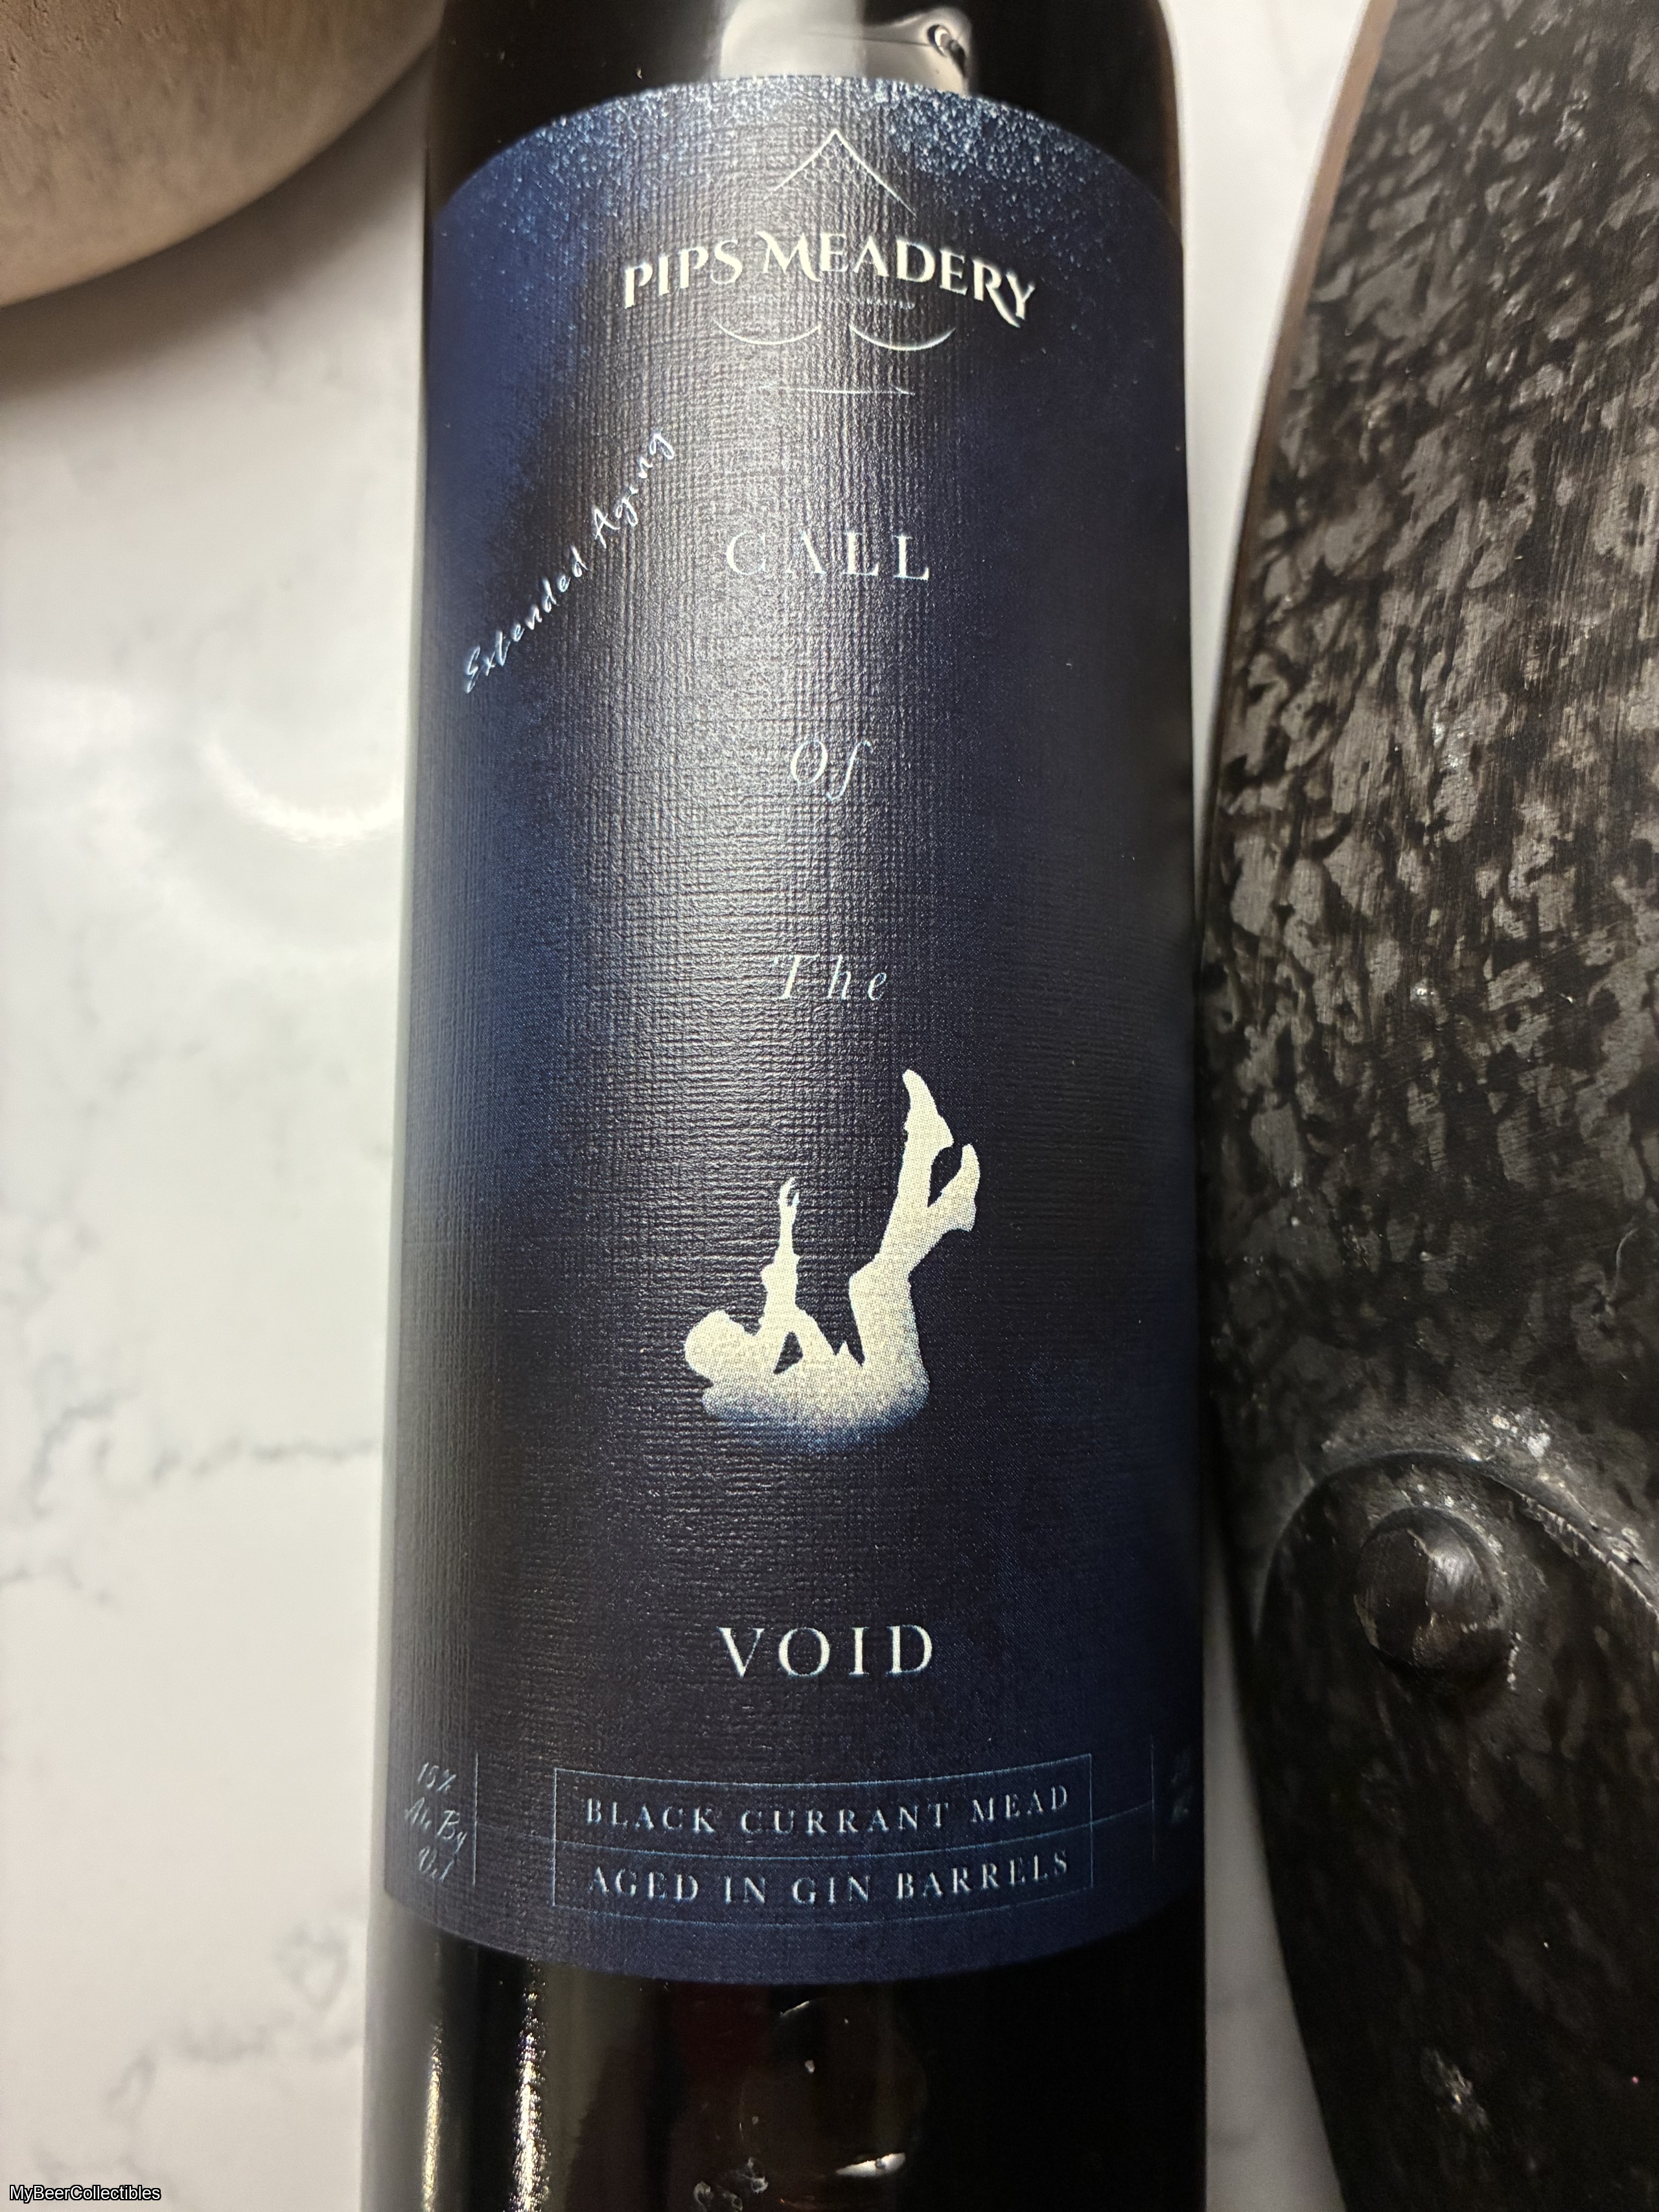 PIPS MEADERY
Extended Aging
CALL
Of
The
VOID
15%
Alc By
Vol
BLACK CURRANT MEAD
AGED IN GIN BARRELS
MyBeerCollectibles